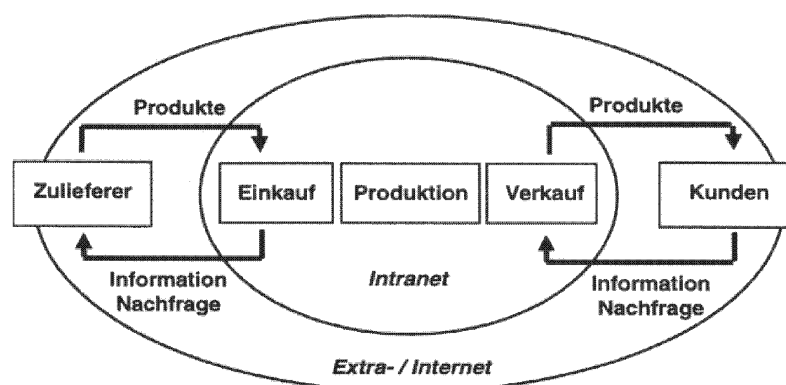 Produkte
Produkte
Zulieferer
Einkauf
Produktion
Verkauf
Kunden
Information
Nachfrage
Intranet
Information
Nachfrage
Extra- / Internet